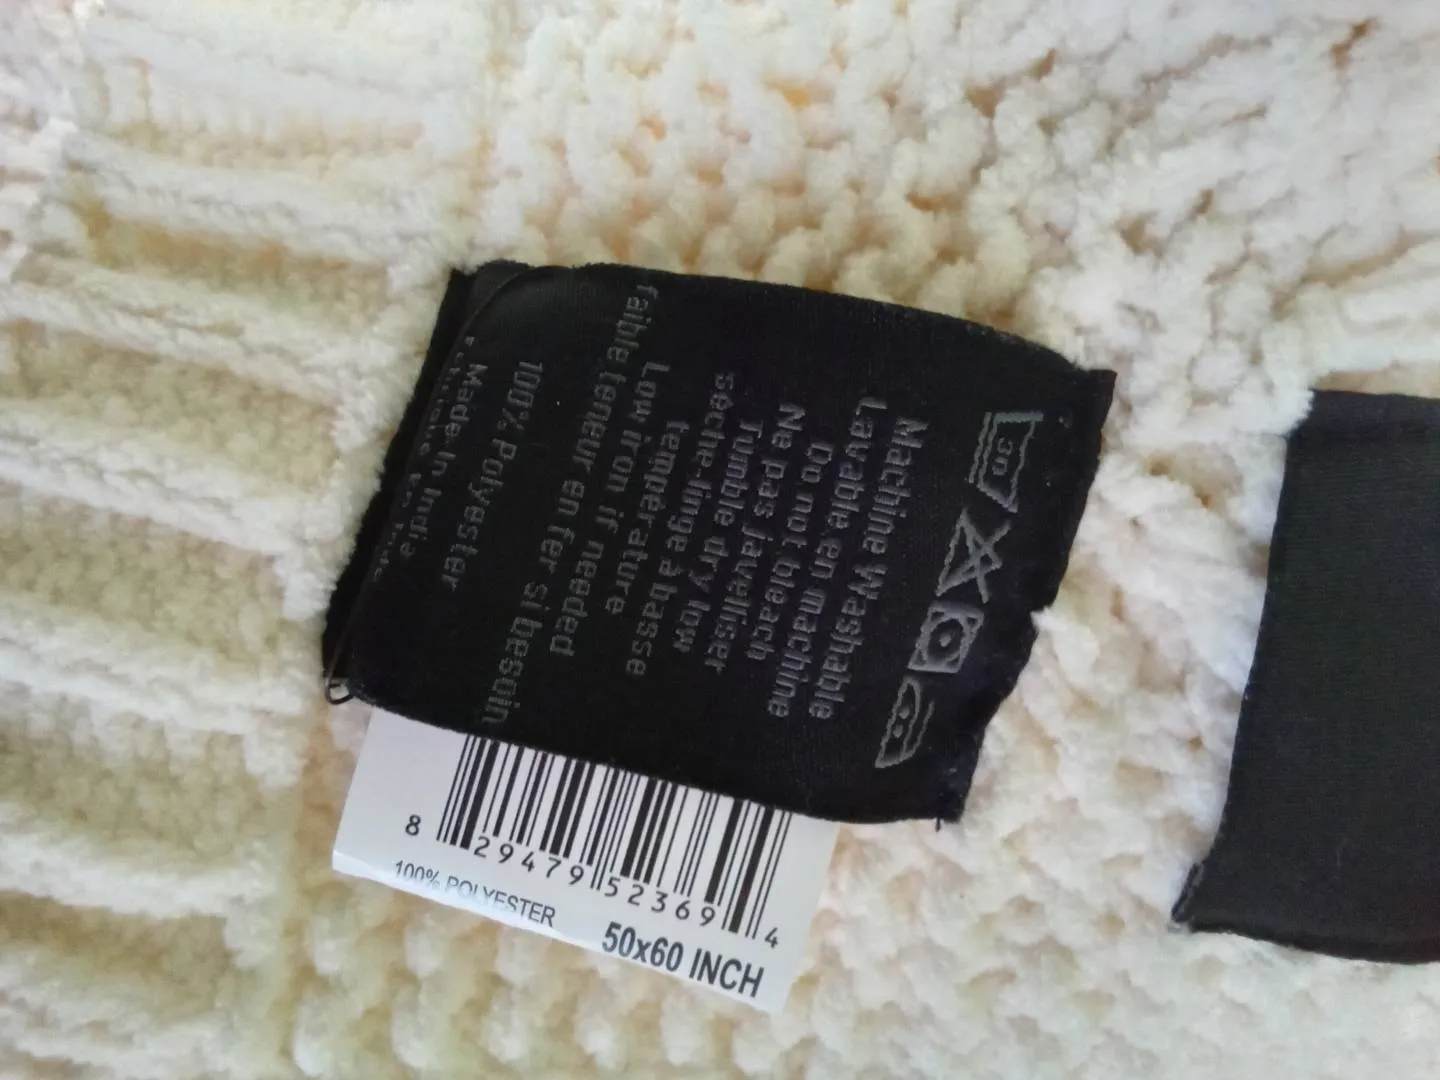 30
Machine Washable
Lavable en machine
Do not bleach
Ne pas javelliser
Tumble dry low
sèche-linge à basse
temperature
Low iron if needed
faible teneur en fer si besoin
100% Polyester
Made In India
8 29479 52369 4
100% POLYESTER
50x60 INCH